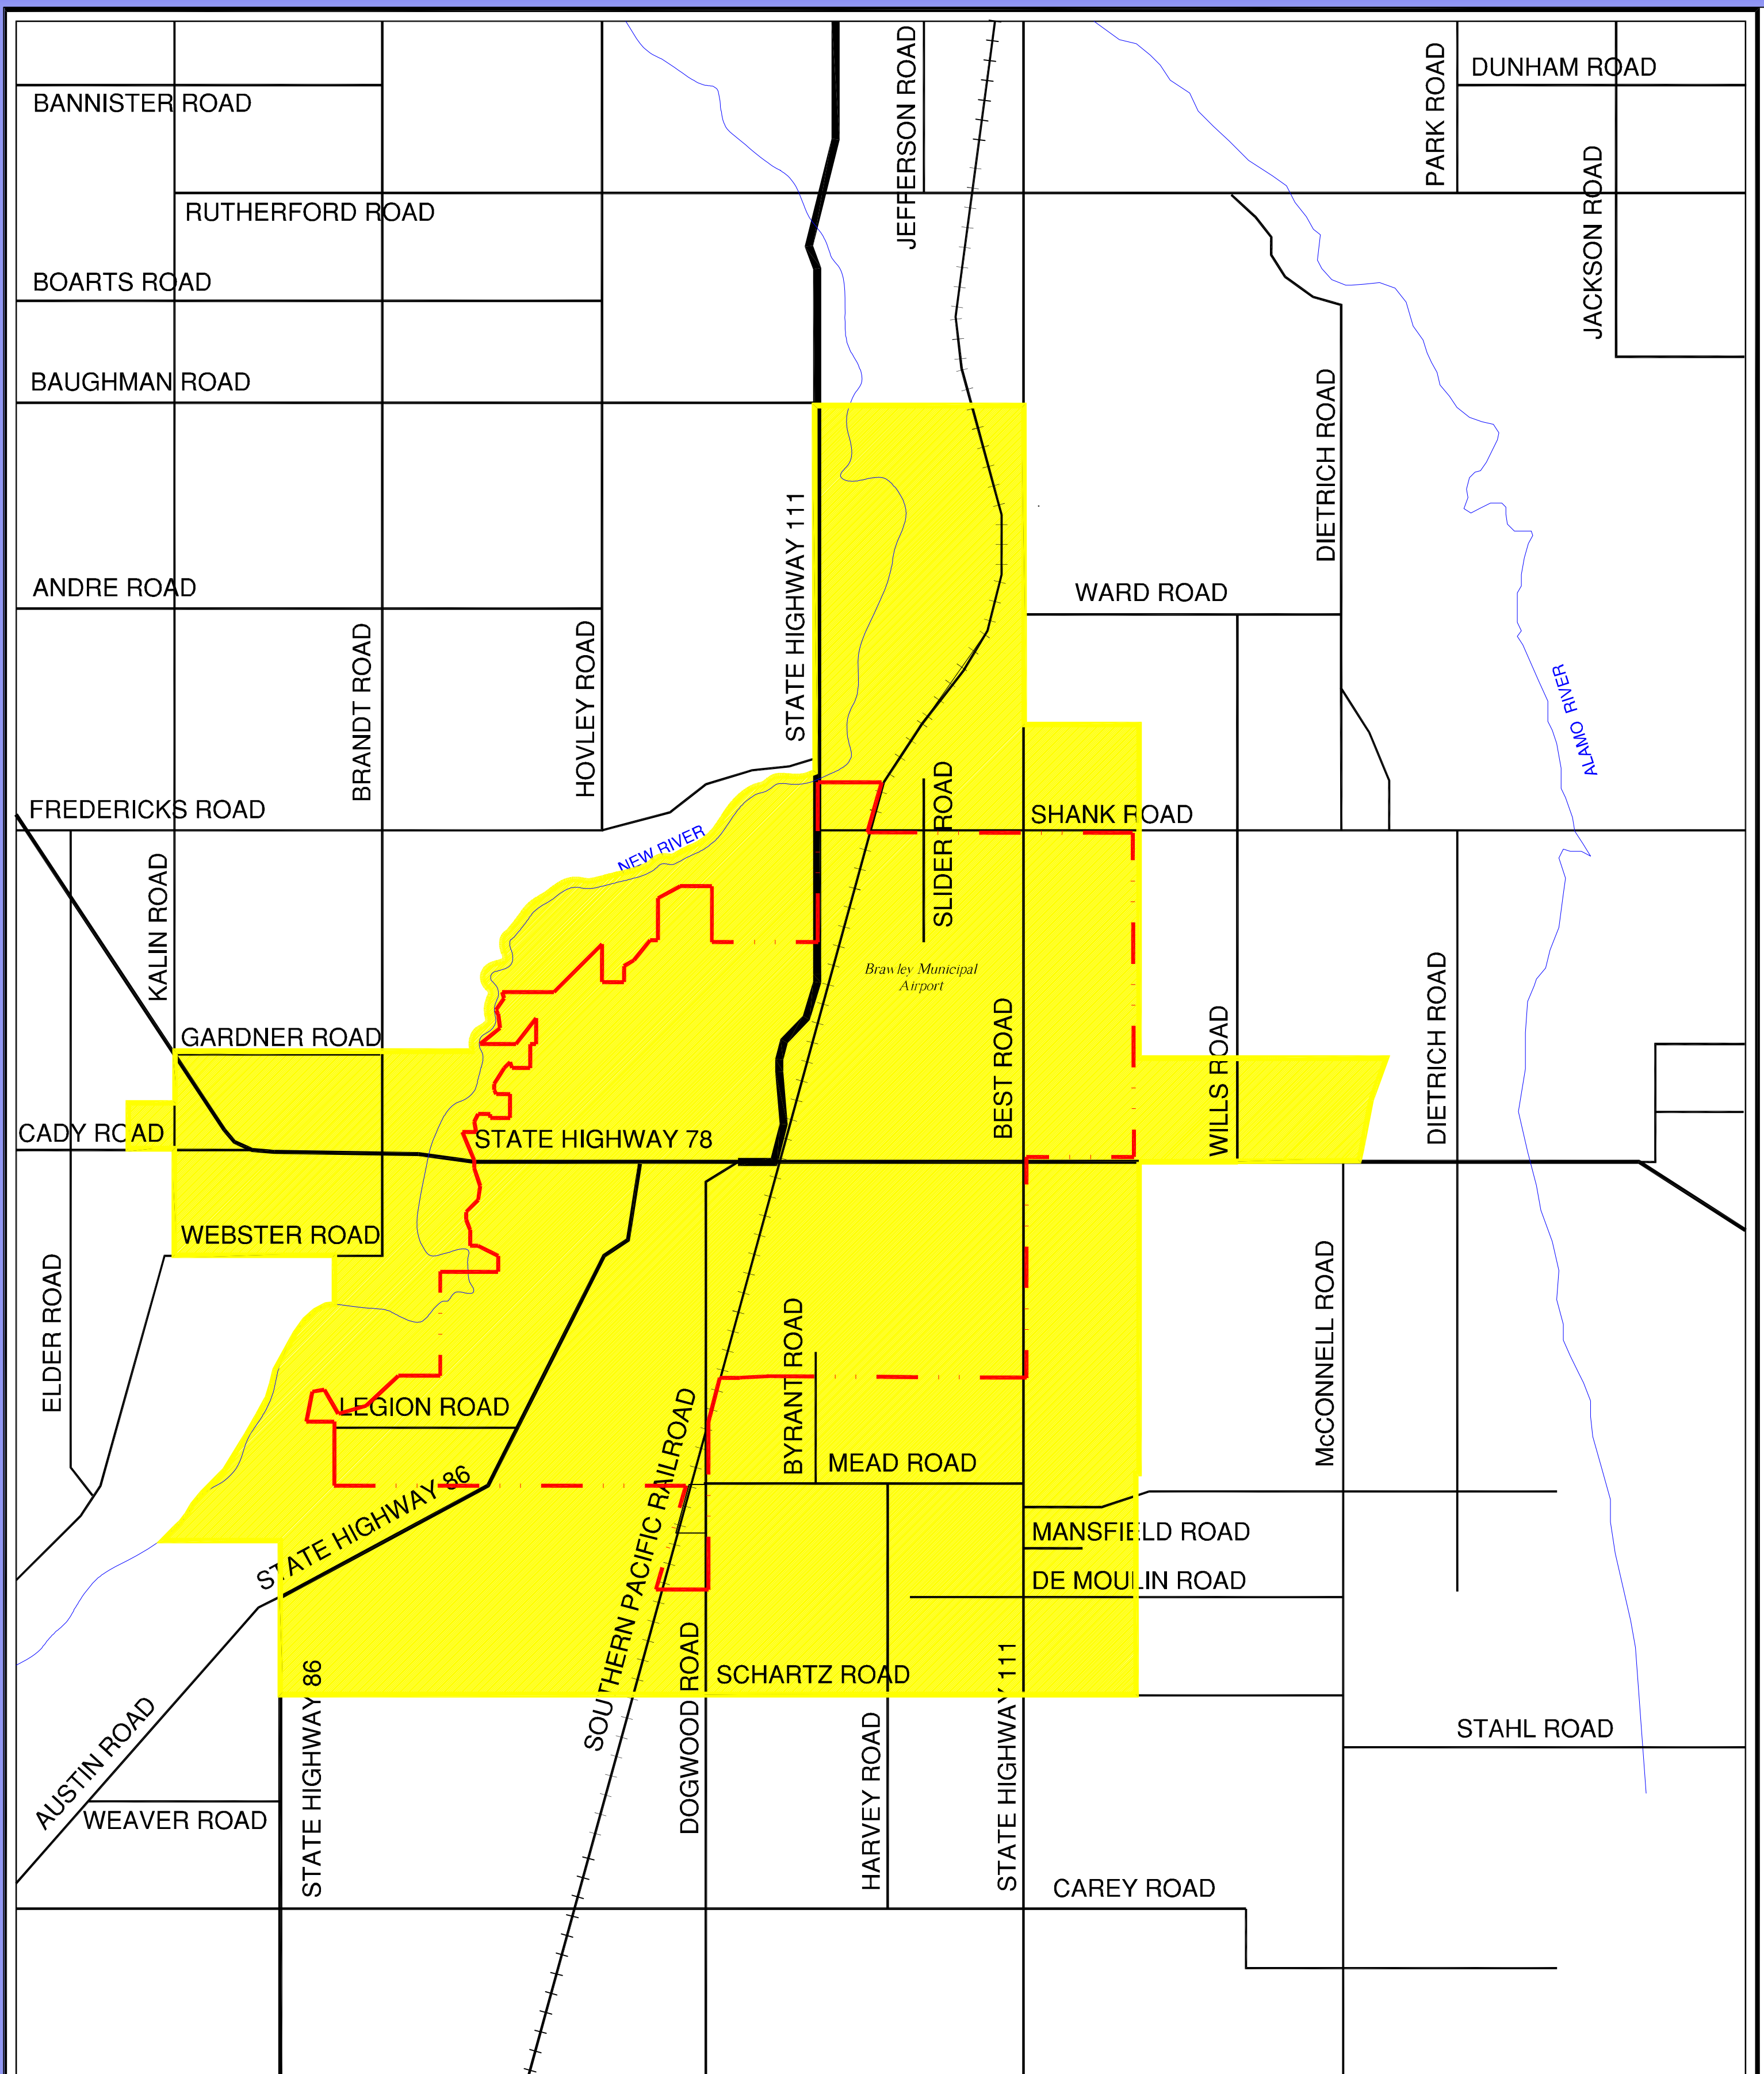 DUNHAM ROAD
BANNISTER ROAD
PARK ROAD
JEFFERSON ROAD
RUTHERFORD ROAD
JACKSON ROAD
BOARTS ROAD
BAUGHMAN ROAD
DIETRICH ROAD
STATE HIGHWAY 111
ANDRE ROAD
WARD ROAD
BRANDT ROAD
HOVLEY ROAD
ALAMO RIVER
FREDERICKS ROAD
SLIDER ROAD
SHANK ROAD
NEW RIVER
KALIN ROAD
Brawley Municipal
Airport
GARDNER ROAD
BEST ROAD
WILLS ROAD
DIETRICH ROAD
CADY ROAD
STATE HIGHWAY 78
WEBSTER ROAD
ELDER ROAD
McCONNELL ROAD
BYRANT ROAD
LEGION ROAD
MEAD ROAD
STATE HIGHWAY 86
SOUTHERN PACIFIC RAILROAD
MANSFIELD ROAD
DE MOULIN ROAD
SCHARTZ ROAD
STATE HIGHWAY 86
DOGWOOD ROAD
HARVEY ROAD
STATE HIGHWAY 111
AUSTIN ROAD
STAHL ROAD
WEAVER ROAD
CAREY ROAD